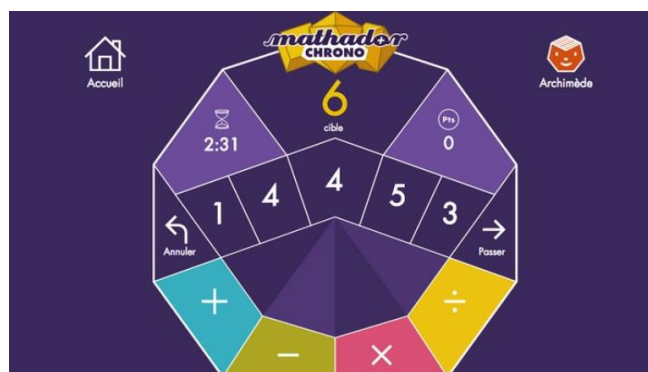 mathador
CHRONO
Accueil
6
cible
Archimède
2:31
Pts
0
1 4 4 5 3
Annuler
Passer
+ − × ÷